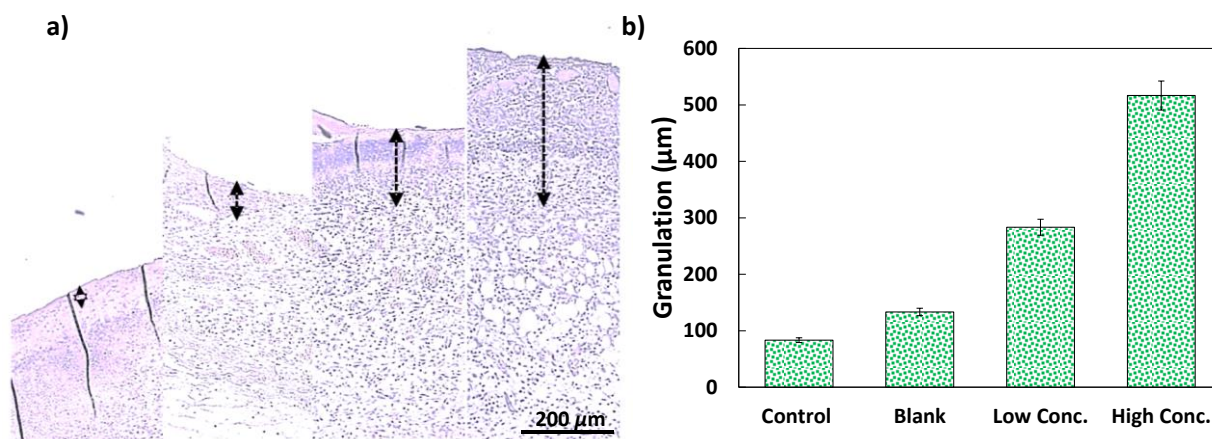 a)
200 µm
b)
Granulation (µm)
600
500
400
300
200
100
0
Control Blank Low Conc. High Conc.